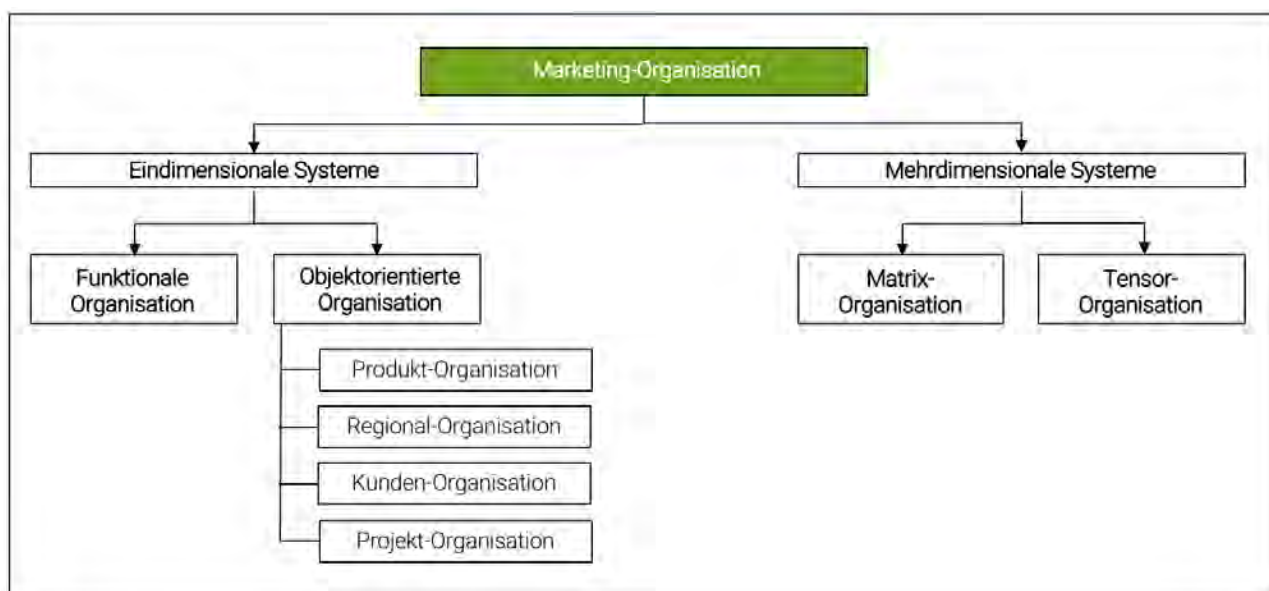 Marketing-Organisation
Eindimensionale Systeme
Mehrdimensionale Systeme
Funktionale
Organisation
Objektorientierte
Organisation
Matrix-
Organisation
Tensor-
Organisation
Produkt-Organisation
Regional-Organisation
Kunden-Organisation
Projekt-Organisation